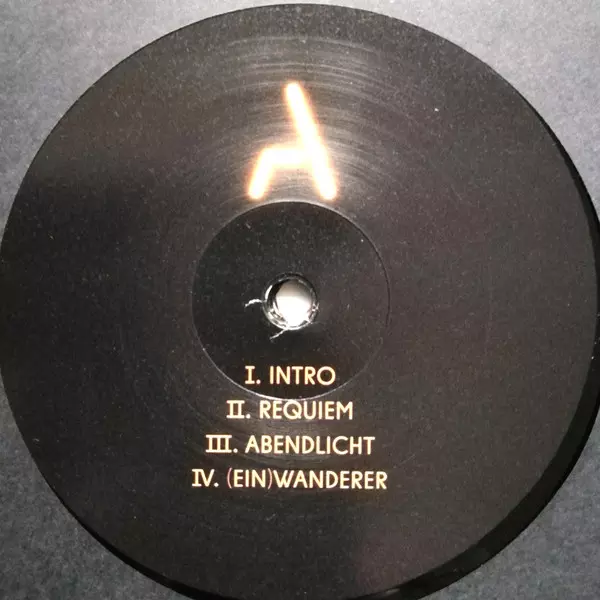 A
I. INTRO
II. REQUIEM
III. ABENDLICHT
IV. (EIN)WANDERER